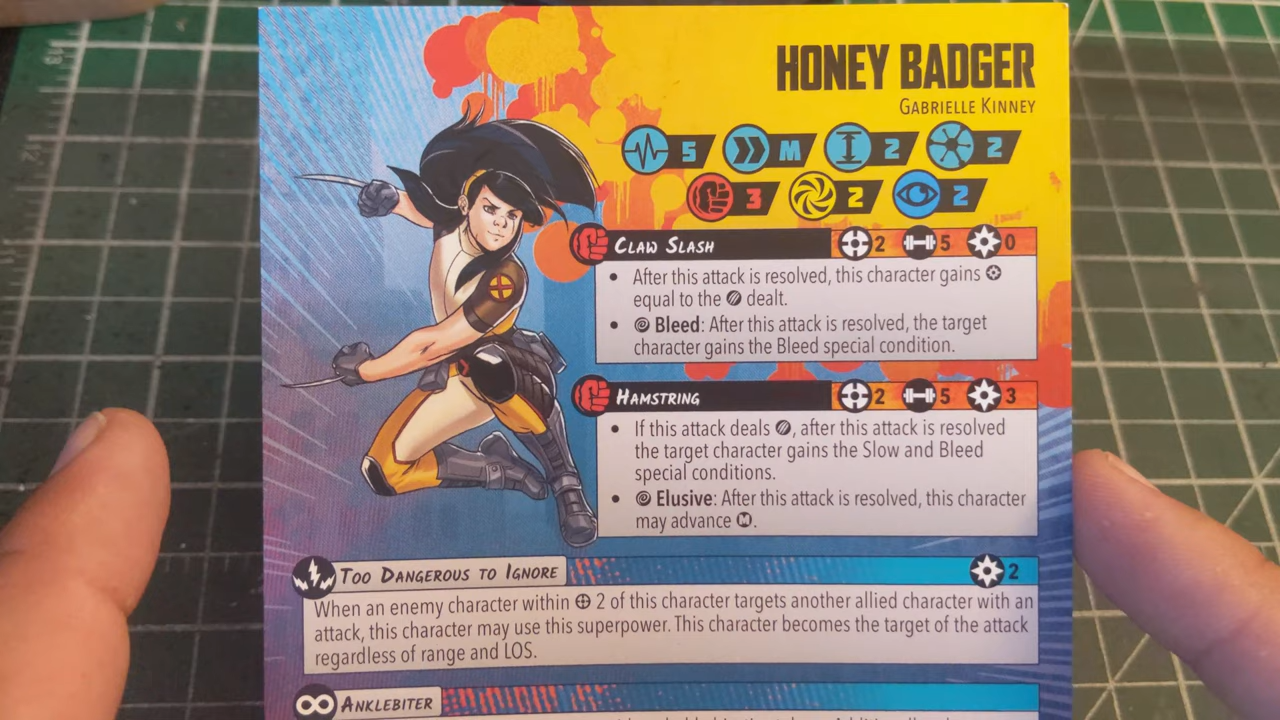 HONEY BADGER
GABRIELLE KINNEY
5 M 2 2
3 2 2
CLAW SLASH 2 5 0
• After this attack is resolved, this character gains
equal to the dealt.
• Bleed: After this attack is resolved, the target
character gains the Bleed special condition.
HAMSTRING 2 5 3
• If this attack deals , after this attack is resolved
the target character gains the Slow and Bleed
special conditions.
• Elusive: After this attack is resolved, this character
may advance M.
TOO DANGEROUS TO IGNORE 2
When an enemy character within 2 of this character targets another allied character with an
attack, this character may use this superpower. This character becomes the target of the attack
regardless of range and LOS.
ANKLEBITER